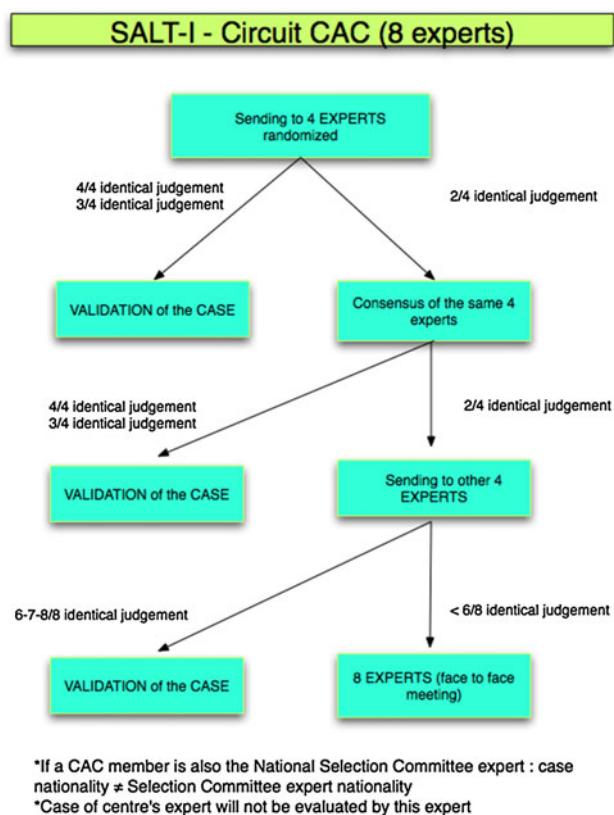 SALT-I - Circuit CAC (8 experts)
Sending to 4 EXPERTS
randomized
4/4 identical judgement
3/4 identical judgement
2/4 identical judgement
VALIDATION of the CASE
Consensus of the same 4
experts
4/4 identical judgement
3/4 identical judgement
2/4 identical judgement
VALIDATION of the CASE
Sending to other 4
EXPERTS
6-7-8/8 identical judgement
< 6/8 identical judgement
VALIDATION of the CASE
8 EXPERTS (face to face
meeting)
*If a CAC member is also the National Selection Committee expert : case
nationality ≠ Selection Committee expert nationality
*Case of centre's expert will not be evaluated by this expert